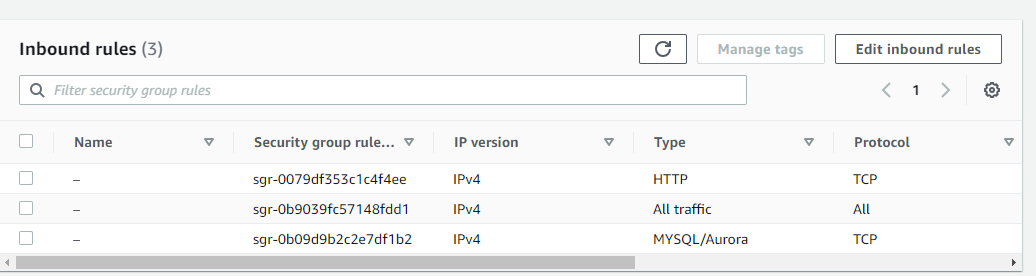 Inbound rules (3)
Manage tags
Edit inbound rules
Filter security group rules
1
Name Security group rule... IP version Type Protocol
– sgr-0079df353c1c4f4ee IPv4 HTTP TCP
– sgr-0b9039fc57148fdd1 IPv4 All traffic All
– sgr-0b09d9b2c2e7df1b2 IPv4 MYSQL/Aurora TCP